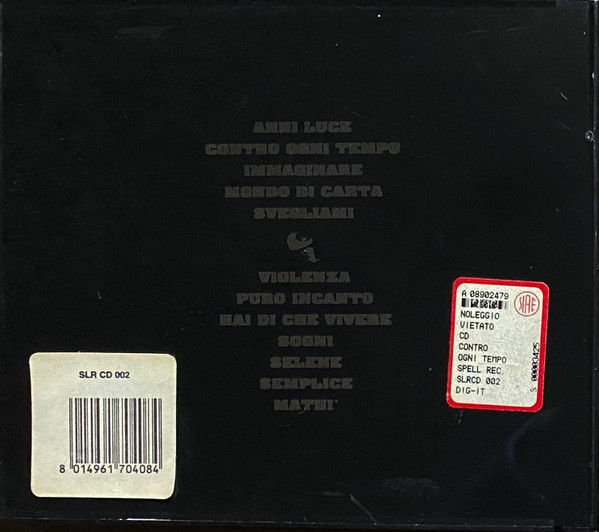 ANNI LUCE
CONTRO OGNI TEMPO
IMMAGINARE
MONDO DI CARTA
SVEGLIAMI
VIOLENZA
PURO INCANTO
HAI DI CHE VIVERE
SOGNI
SELENE
SEMPLICE
MATHI'
SLR CD 002
8 014961 704084
A 08902479
SIAE
NOLEGGIO
VIETATO
CD
CONTRO
OGNI TEMPO
SPELL REC.
SLRCD 002
DIG-IT
S 00003425